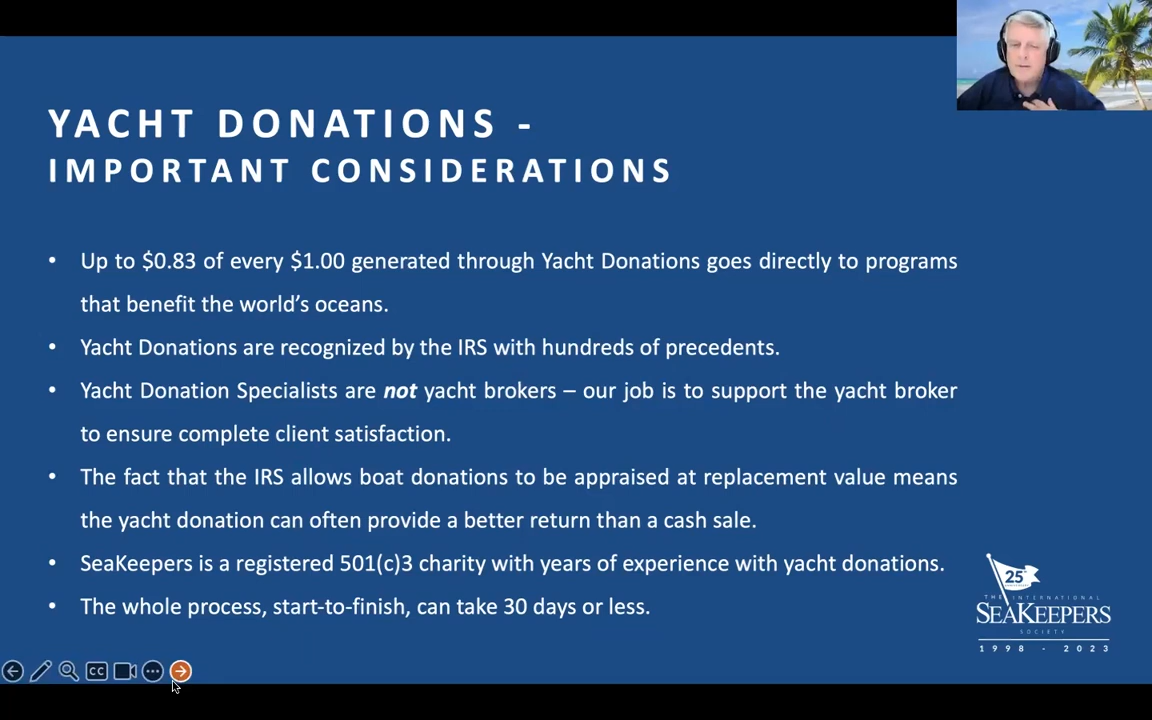 YACHT DONATIONS -
IMPORTANT CONSIDERATIONS
• Up to $0.83 of every $1.00 generated through Yacht Donations goes directly to programs
that benefit the world’s oceans.
• Yacht Donations are recognized by the IRS with hundreds of precedents.
• Yacht Donation Specialists are not yacht brokers – our job is to support the yacht broker
to ensure complete client satisfaction.
• The fact that the IRS allows boat donations to be appraised at replacement value means
the yacht donation can often provide a better return than a cash sale.
• SeaKeepers is a registered 501(c)3 charity with years of experience with yacht donations.
• The whole process, start-to-finish, can take 30 days or less.
25
THE INTERNATIONAL
SEAKEEPERS
SOCIETY
1998 - 2023
CC